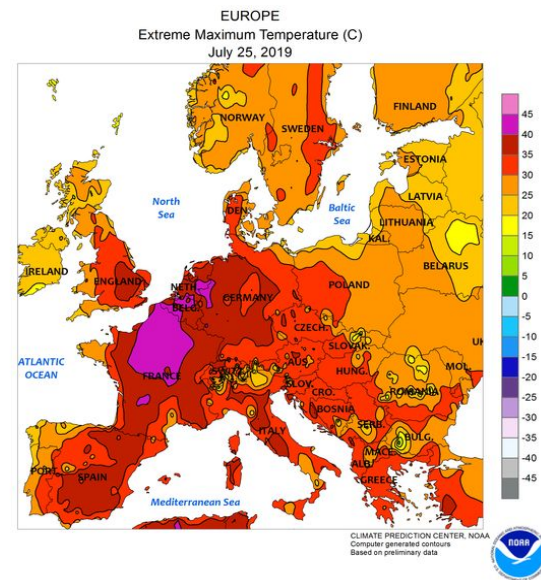 EUROPE
Extreme Maximum Temperature (C)
July 25, 2019
FINLAND
NORWAY
SWEDEN
ESTONIA
North
Sea
Baltic
Sea
LATVIA
DEN.
LITHUANIA
KAL.
IRELAND
ENGLAND
NETH.
BELARUS
BELG.
GERMANY
POLAND
CZECH.
UK
ATLANTIC
OCEAN
FRANCE
SLOVAK.
AUS.
HUNG.
MOL.
SLOV.
CRO.
ROMANIA
BOSNIA
SERB.
BULG.
PORT.
SPAIN
ITALY
MACE.
ALB.
GREECE
Mediterranean Sea
45
40
35
30
25
20
15
10
5
0
-5
-10
-15
-20
-25
-30
-35
-40
-45
CLIMATE PREDICTION CENTER, NOAA
Computer generated contours
Based on preliminary data
NOAA